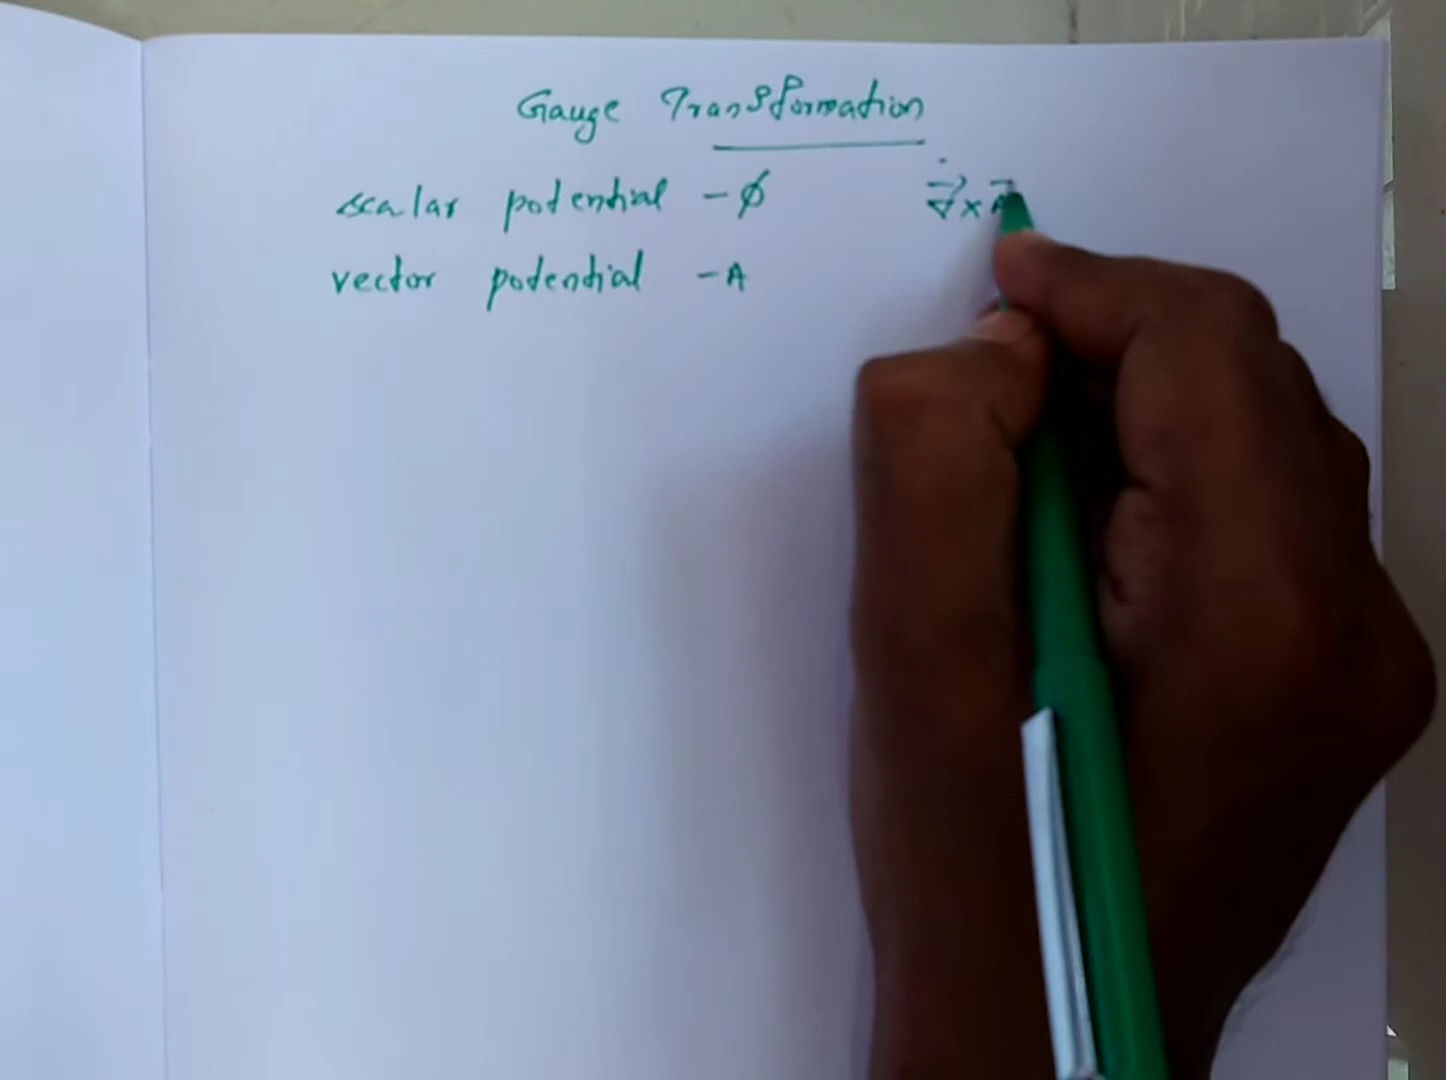 Gauge Transformation
scalar potential - ϕ
vector potential - A
∇⃗ ×